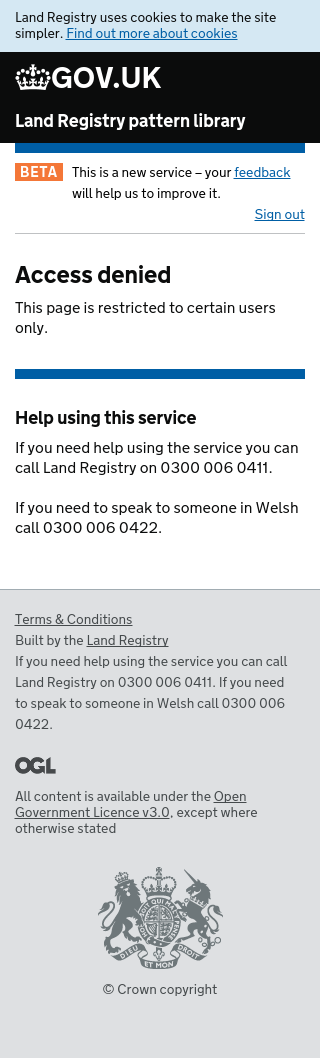 Land Registry uses cookies to make the site
simpler. Find out more about cookies
GOV.UK
Land Registry pattern library
BETA This is a new service – your feedback
will help us to improve it.
Sign out
Access denied
This page is restricted to certain users
only.
Help using this service
If you need help using the service you can
call Land Registry on 0300 006 0411.
If you need to speak to someone in Welsh
call 0300 006 0422.
Terms & Conditions
Built by the Land Registry
If you need help using the service you can call
Land Registry on 0300 006 0411. If you need
to speak to someone in Welsh call 0300 006
0422.
OGL
All content is available under the Open
Government Licence v3.0, except where
otherwise stated
DIEU ET MON DROIT
© Crown copyright